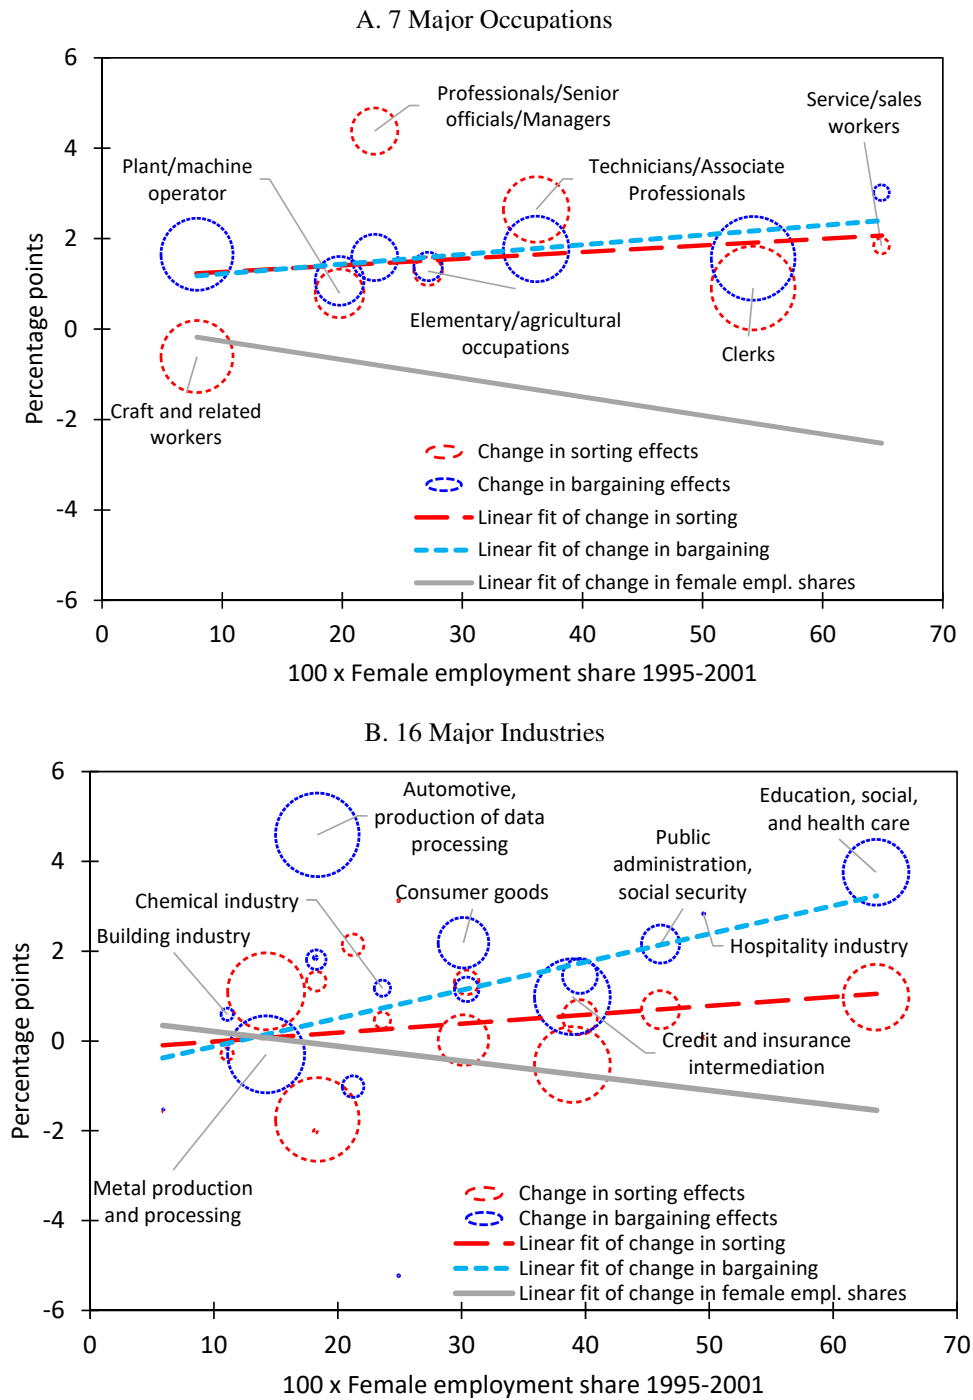 A. 7 Major Occupations
6
4
2
0
-2
-4
-6
Percentage points
Professionals/Senior
officials/Managers
Service/sales
workers
Plant/machine
operator
Technicians/Associate
Professionals
Elementary/agricultural
occupations
Clerks
Craft and related
workers
Change in sorting effects
Change in bargaining effects
Linear fit of change in sorting
Linear fit of change in bargaining
Linear fit of change in female empl. shares
0 10 20 30 40 50 60 70
100 x Female employment share 1995-2001
B. 16 Major Industries
6
4
2
0
-2
-4
-6
Percentage points
Automotive,
production of data
processing
Education, social,
and health care
Public
administration,
social security
Consumer goods
Chemical industry
Building industry
Hospitality industry
Credit and insurance
intermediation
Metal production
and processing
Change in sorting effects
Change in bargaining effects
Linear fit of change in sorting
Linear fit of change in bargaining
Linear fit of change in female empl. shares
0 10 20 30 40 50 60 70
100 x Female employment share 1995-2001